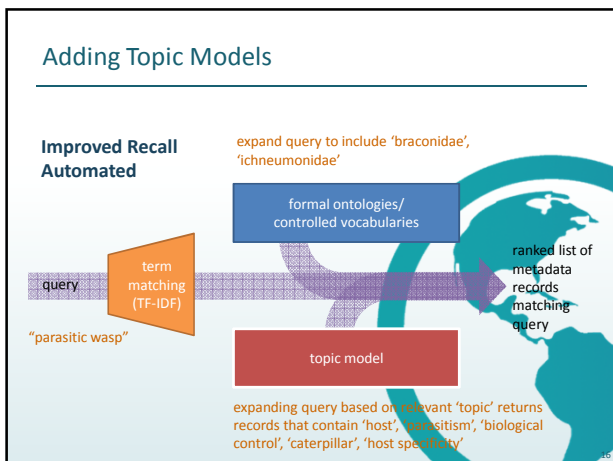 Adding Topic Models
Improved Recall
Automated
expand query to include ‘braconidae’,
‘ichneumonidae’
formal ontologies/
controlled vocabularies
query
term
matching
(TF-IDF)
“parasitic wasp”
ranked list of
metadata
records
matching
query
topic model
expanding query based on relevant ‘topic’ returns
records that contain ‘host’, ‘parasitism’, ‘biological
control’, ‘caterpillar’, ‘host specificity’
16